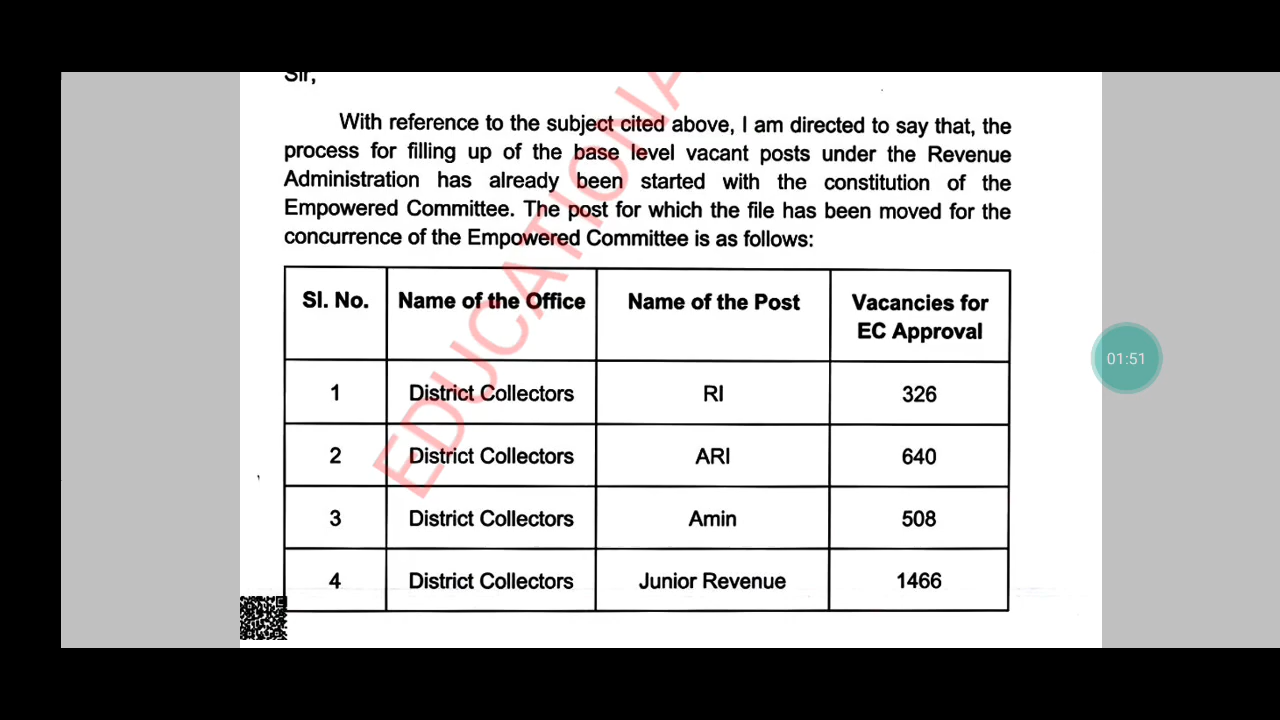 Sir,
With reference to the subject cited above, I am directed to say that, the
process for filling up of the base level vacant posts under the Revenue
Administration has already been started with the constitution of the
Empowered Committee. The post for which the file has been moved for the
concurrence of the Empowered Committee is as follows:
Sl. No. Name of the Office Name of the Post Vacancies for
EC Approval
1 District Collectors RI 326
2 District Collectors ARI 640
3 District Collectors Amin 508
4 District Collectors Junior Revenue 1466
EDUCATIONA
01:51